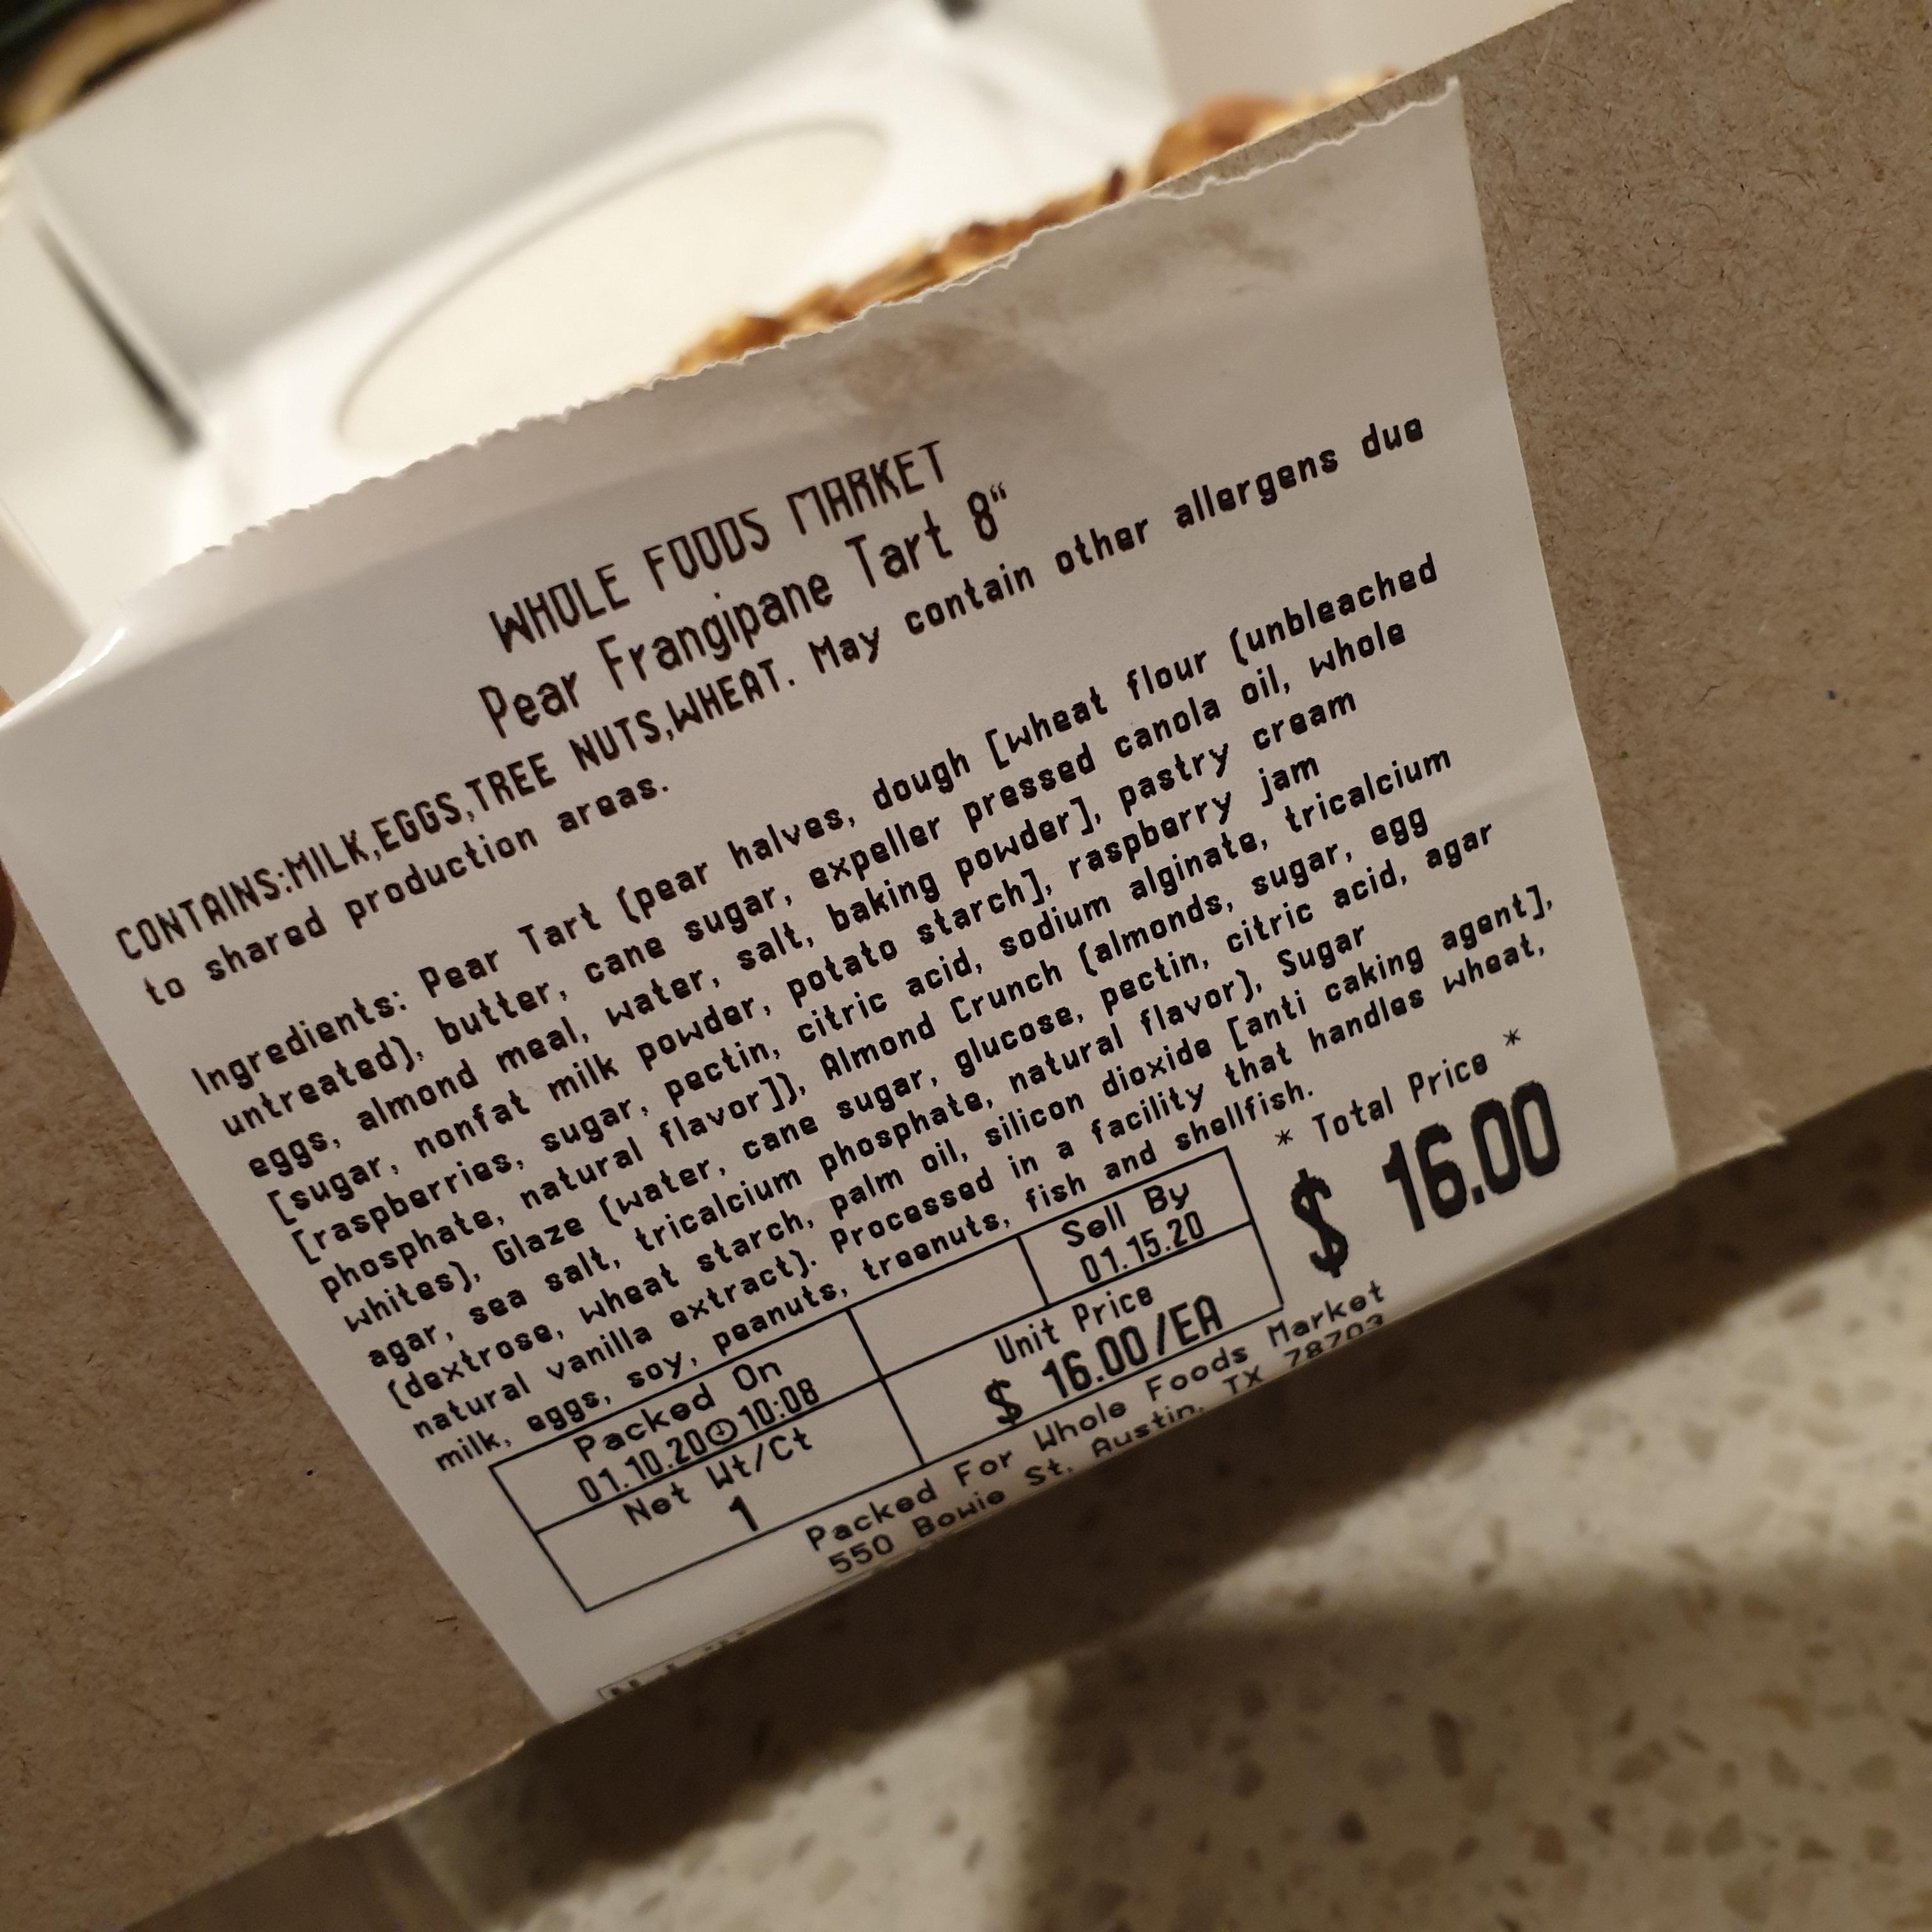 WHOLE FOODS MARKET
Pear Frangipane Tart 8"
CONTAINS:MILK,EGGS,TREE NUTS,WHEAT. May contain other allergens due
to shared production areas.
Ingredients: Pear Tart (pear halves, dough [wheat flour (unbleached
untreated), butter, cane sugar, expeller pressed canola oil, whole
eggs, almond meal, water, salt, baking powder], pastry cream
[sugar, nonfat milk powder, potato starch], raspberry jam
[raspberries, sugar, pectin, citric acid, sodium alginate, tricalcium
phosphate, natural flavor]), Almond Crunch (almonds, sugar, egg
whites), Glaze (water, cane sugar, glucose, pectin, citric acid, agar
agar, sea salt, tricalcium phosphate, natural flavor), Sugar
(dextrose, wheat starch, palm oil, silicon dioxide [anti caking agent],
natural vanilla extract). Processed in a facility that handles wheat,
milk, eggs, soy, peanuts, treenuts, fish and shellfish.
Packed On
01.10.20 10:08
Sell By
01.15.20
Net Wt/Ct
1
Unit Price
$ 16.00/EA
* Total Price *
$ 16.00
Packed For Whole Foods Market
550 Bowie St. Austin, TX 78703